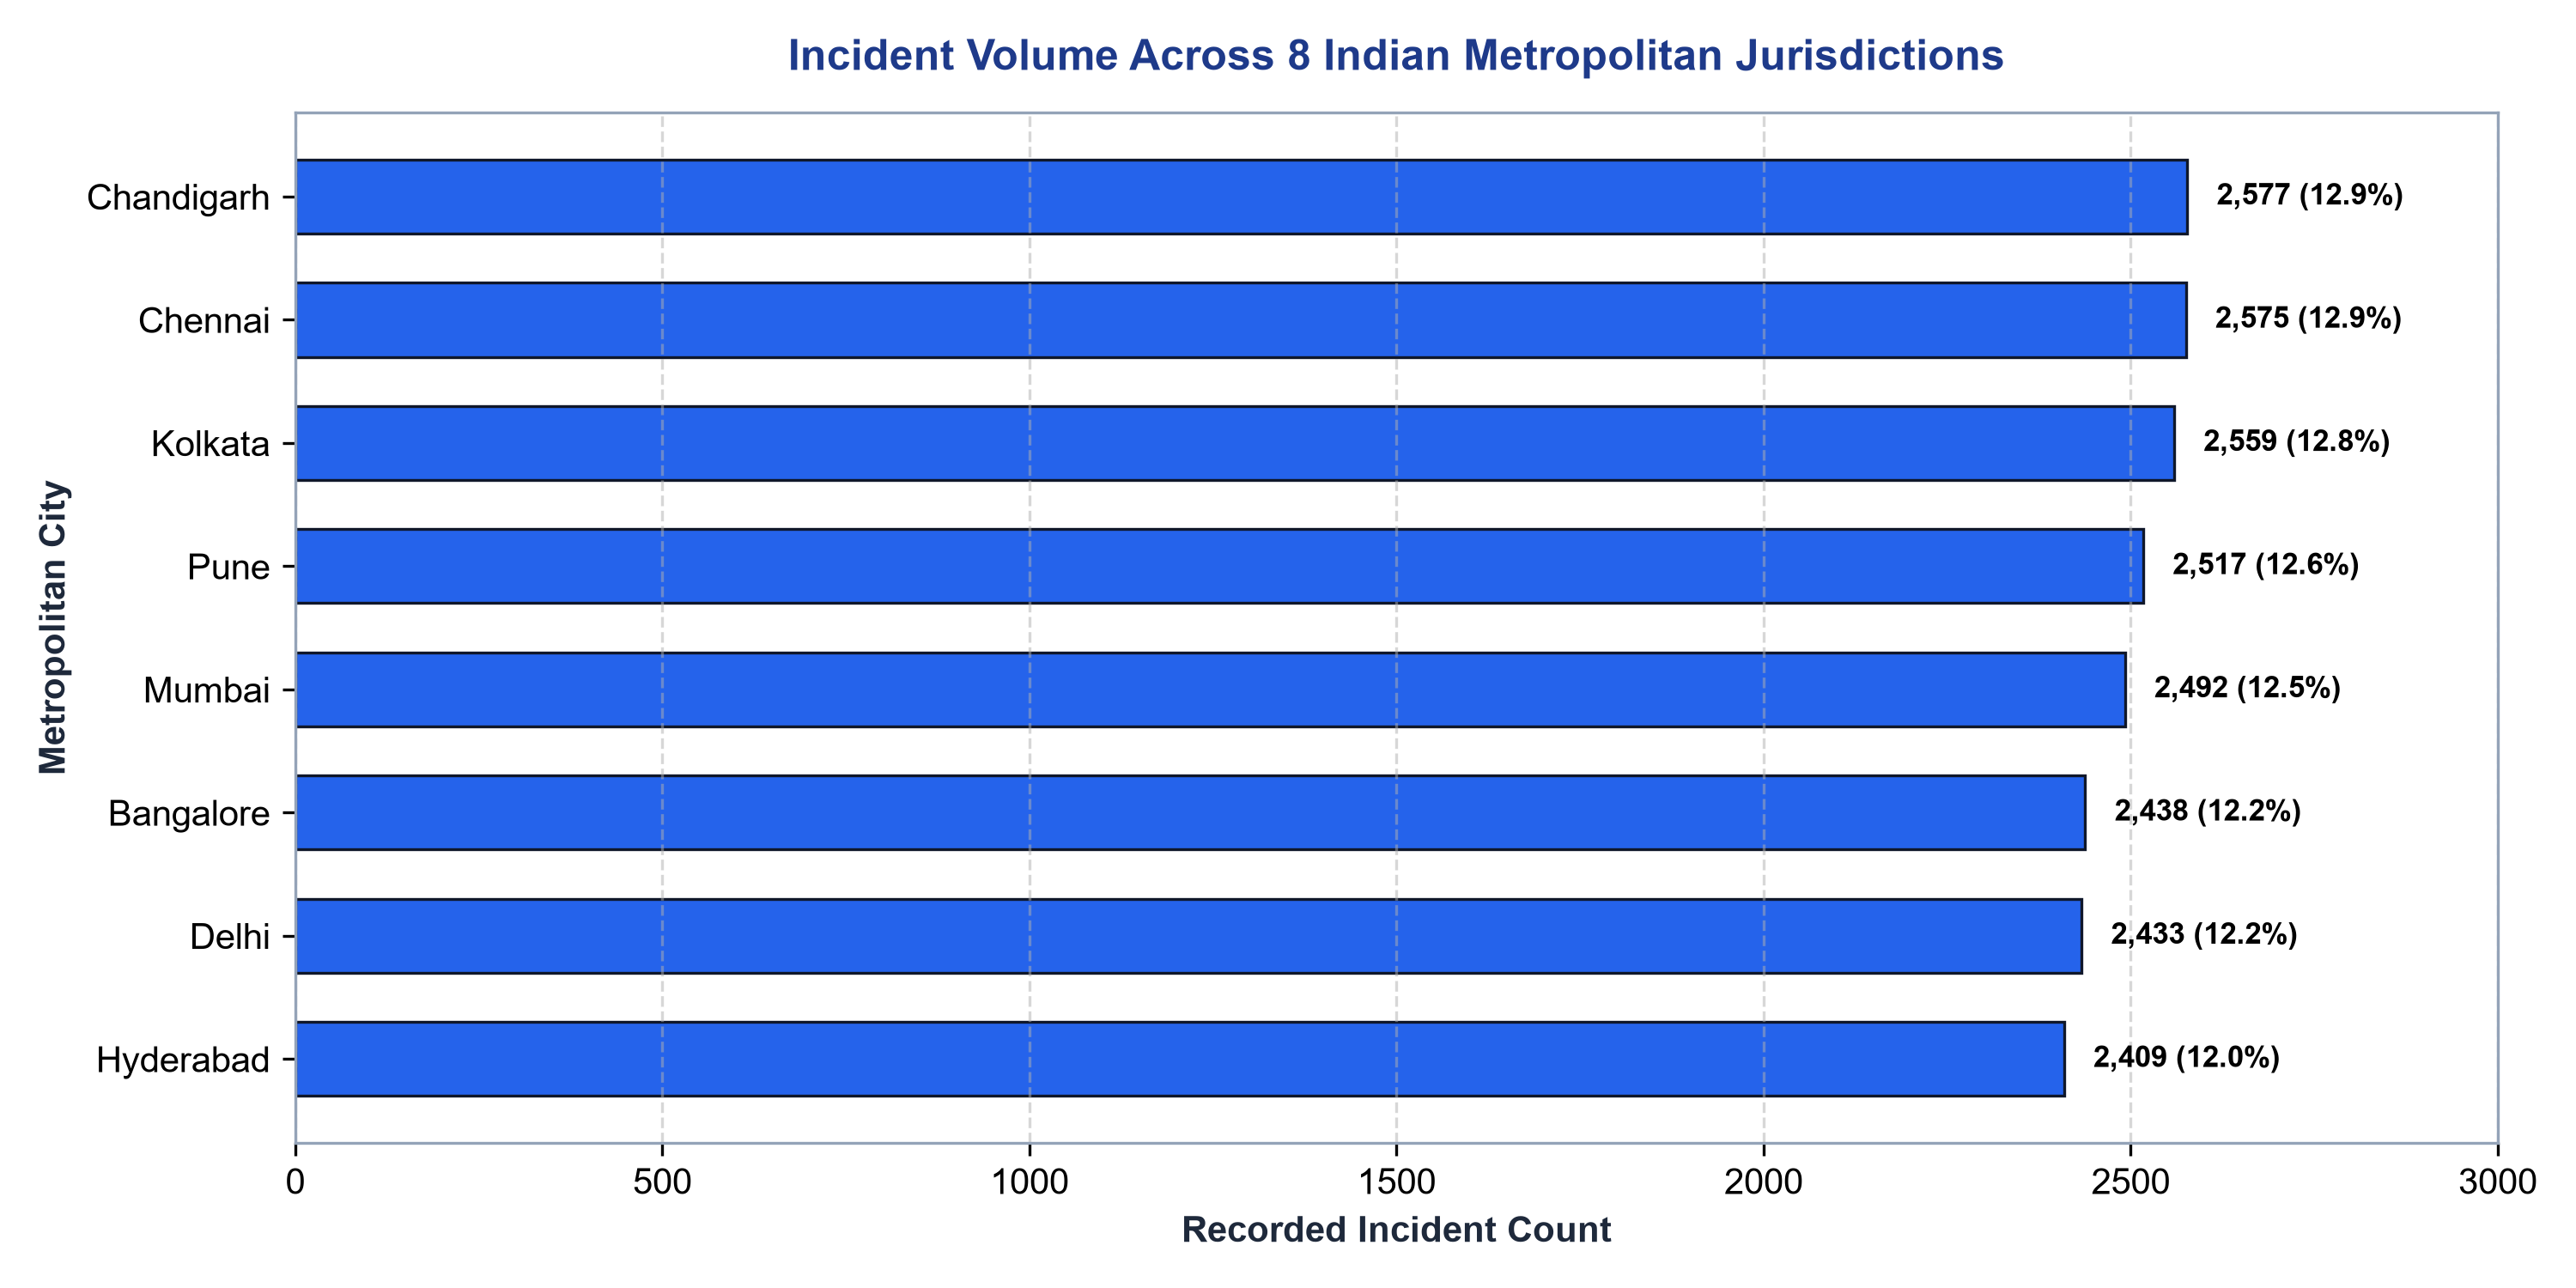 Incident Volume Across 8 Indian Metropolitan Jurisdictions
Metropolitan City
Chandigarh 2,577 (12.9%)
Chennai 2,575 (12.9%)
Kolkata 2,559 (12.8%)
Pune 2,517 (12.6%)
Mumbai 2,492 (12.5%)
Bangalore 2,438 (12.2%)
Delhi 2,433 (12.2%)
Hyderabad 2,409 (12.0%)
0 500 1000 1500 2000 2500 3000
Recorded Incident Count